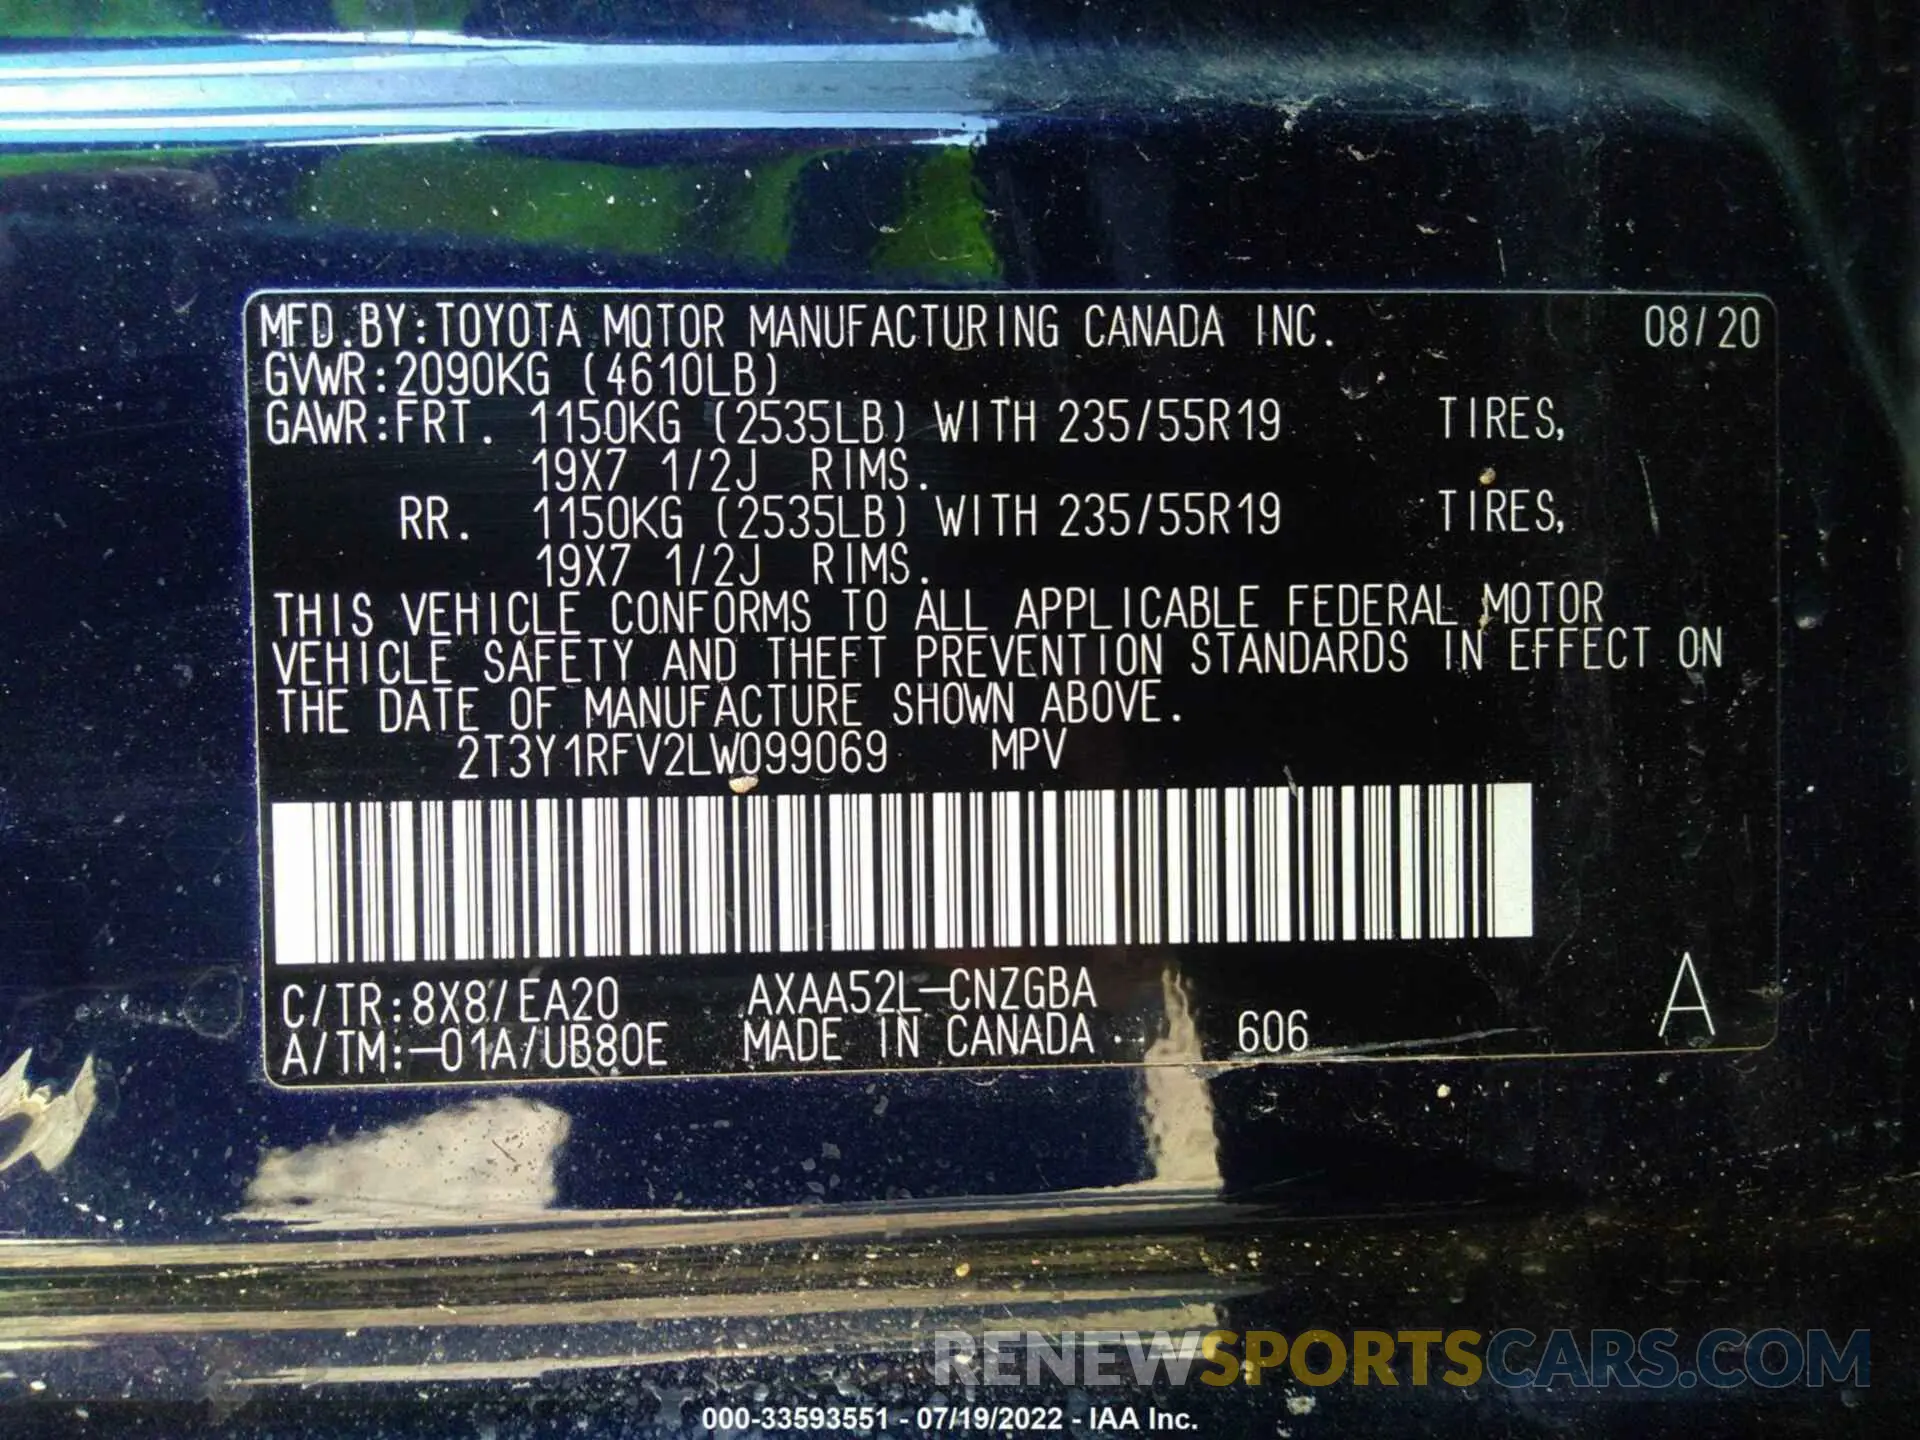 MFD.BY:TOYOTA MOTOR MANUFACTURING CANADA INC. 08/20
GVWR:2090KG (4610LB)
GAWR:FRT. 1150KG (2535LB) WITH 235/55R19 TIRES,
19X7 1/2J RIMS.
RR. 1150KG (2535LB) WITH 235/55R19 TIRES,
19X7 1/2J RIMS.
THIS VEHICLE CONFORMS TO ALL APPLICABLE FEDERAL MOTOR
VEHICLE SAFETY AND THEFT PREVENTION STANDARDS IN EFFECT ON
THE DATE OF MANUFACTURE SHOWN ABOVE.
2T3Y1RFV2LW099069 MPV
C/TR:8X8/EA20 AXAA52L-CNZGBA
A/TM:-01A/UB80E MADE IN CANADA 606 A
RENEWSPORTSCARS.COM
000-33593551 - 07/19/2022 - IAA Inc.